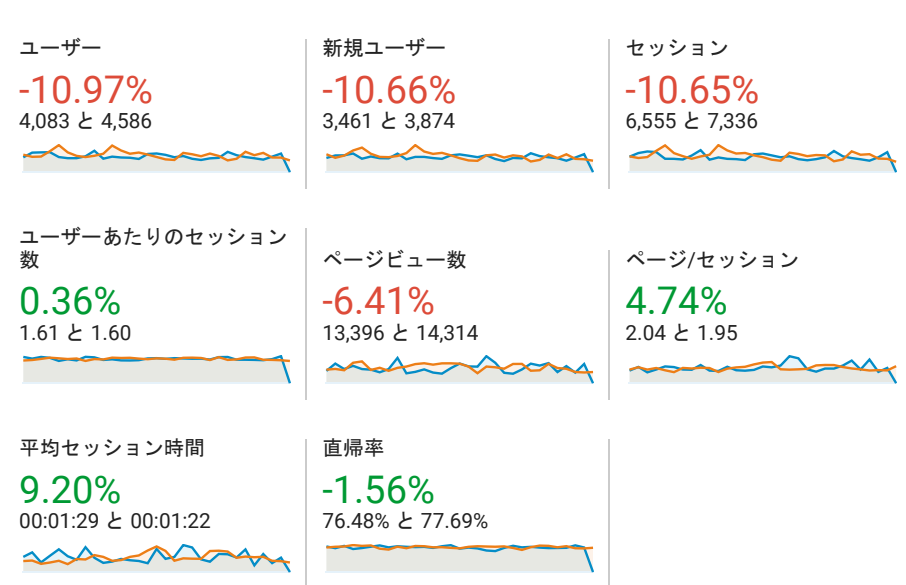 ユーザー
-10.97%
4,083 と 4,586
新規ユーザー
-10.66%
3,461 と 3,874
セッション
-10.65%
6,555 と 7,336
ユーザーあたりのセッション
数
0.36%
1.61 と 1.60
ページビュー数
-6.41%
13,396 と 14,314
ページ/セッション
4.74%
2.04 と 1.95
平均セッション時間
9.20%
00:01:29 と 00:01:22
直帰率
-1.56%
76.48% と 77.69%